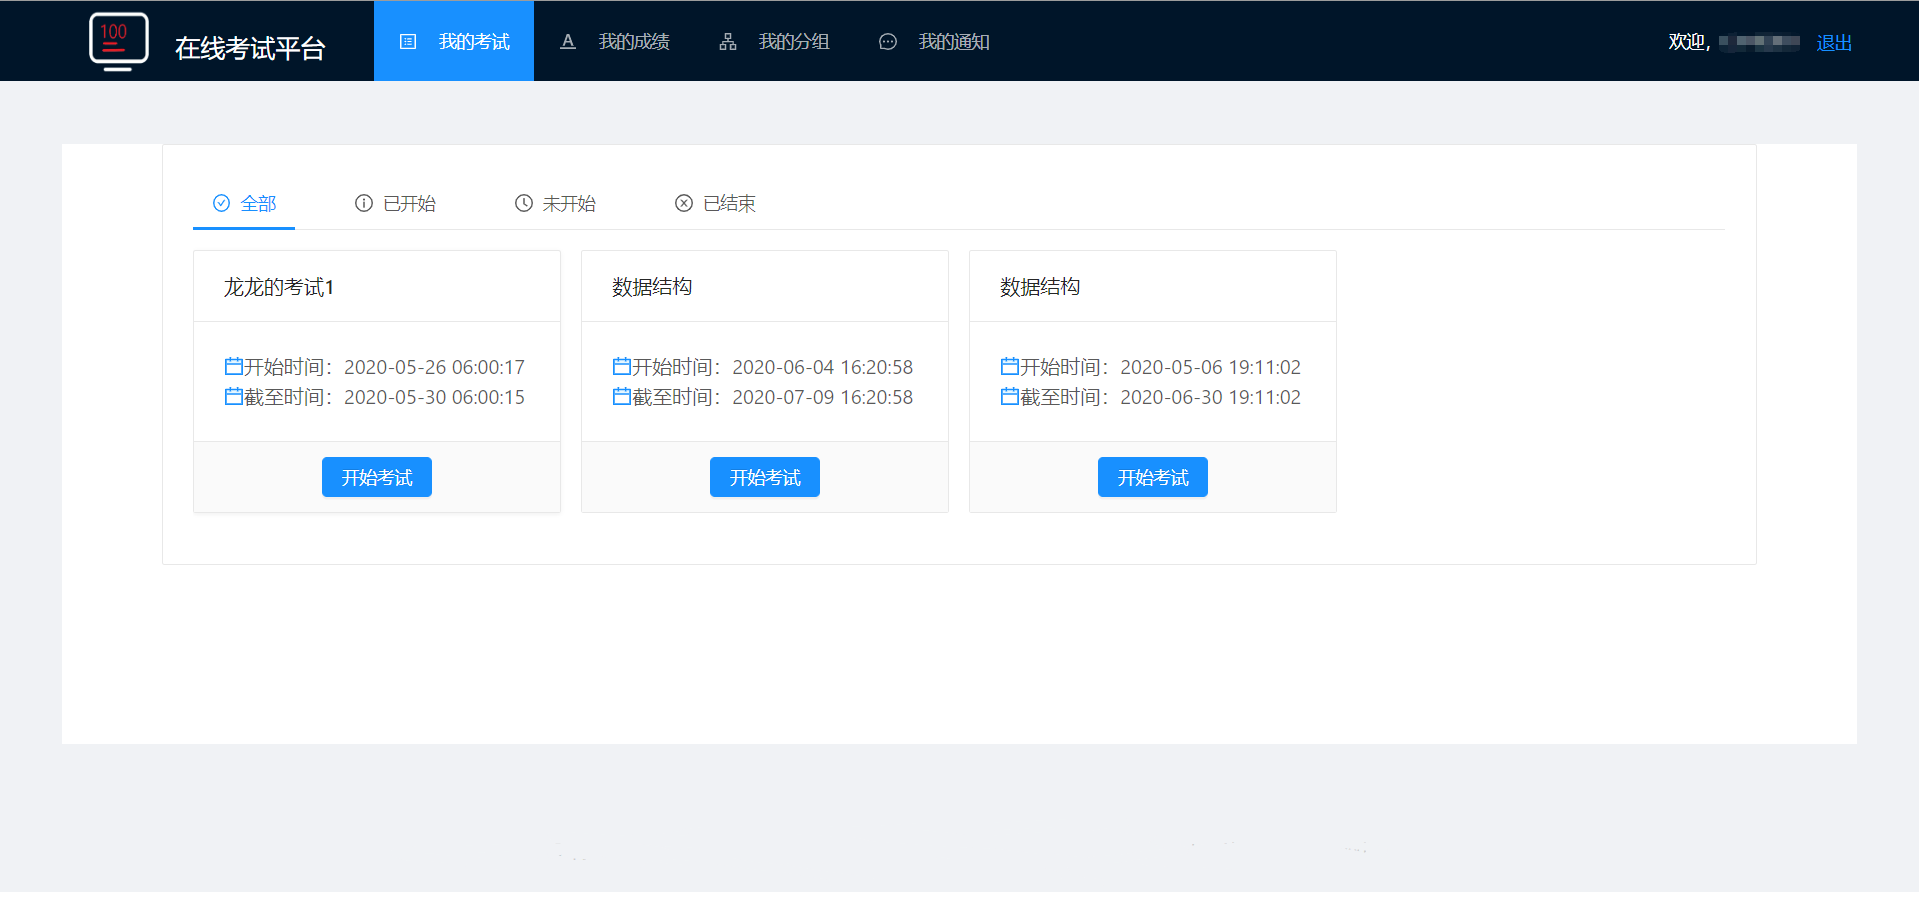 100
在线考试平台
我的考试
我的成绩
我的分组
我的通知
欢迎,
退出
全部
已开始
未开始
已结束
龙龙的考试1
开始时间：2020-05-26 06:00:17
截至时间：2020-05-30 06:00:15
开始考试
数据结构
开始时间：2020-06-04 16:20:58
截至时间：2020-07-09 16:20:58
开始考试
数据结构
开始时间：2020-05-06 19:11:02
截至时间：2020-06-30 19:11:02
开始考试